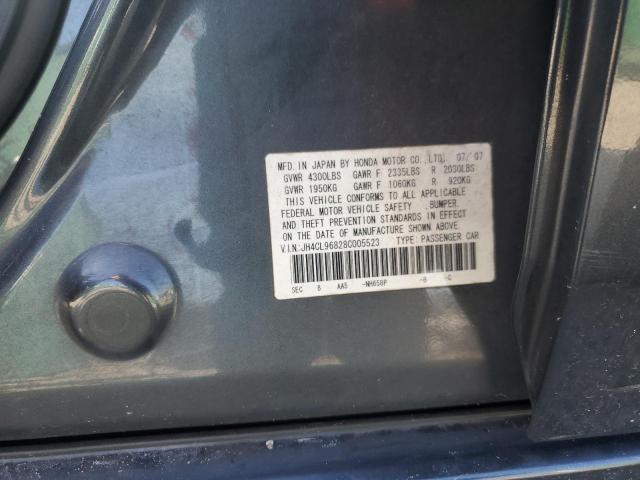 MFD. IN JAPAN BY HONDA MOTOR CO.,LTD. 07/07
GVWR 4300LBS GAWR F 2335LBS R 2030LBS
GVWR 1950KG GAWR F 1060KG R 920KG
THIS VEHICLE CONFORMS TO ALL APPLICABLE
FEDERAL MOTOR VEHICLE SAFETY ,BUMPER,
AND THEFT PREVENTION STANDARDS IN EFFECT
ON THE DATE OF MANUFACTURE SHOWN ABOVE.
V.I.N.:JH4CL96828C005523 TYPE: PASSENGER CAR
SEC B AA5 -NH658P -B -C